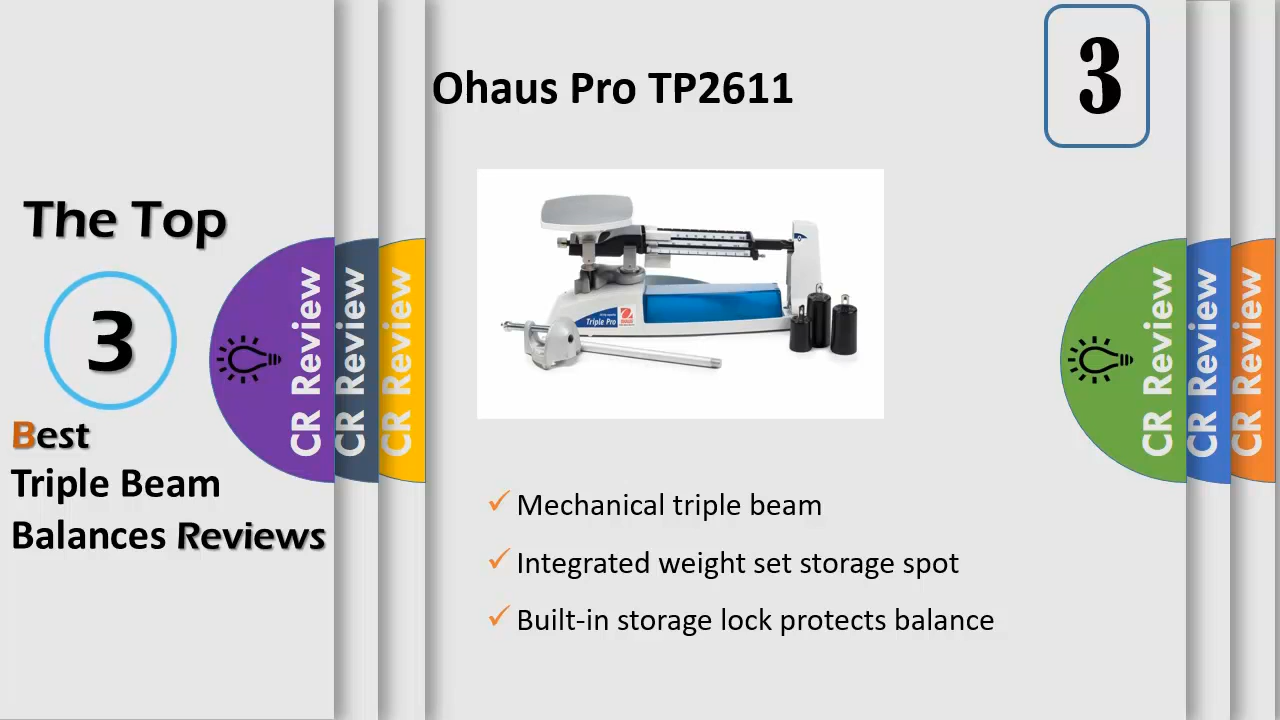 Ohaus Pro TP2611
3
The Top
3
Best
Triple Beam
Balances Reviews
CR Review
CR Review
CR Review
Triple Pro
CR Review
CR Review
CR Review
Mechanical triple beam
Integrated weight set storage spot
Built-in storage lock protects balance